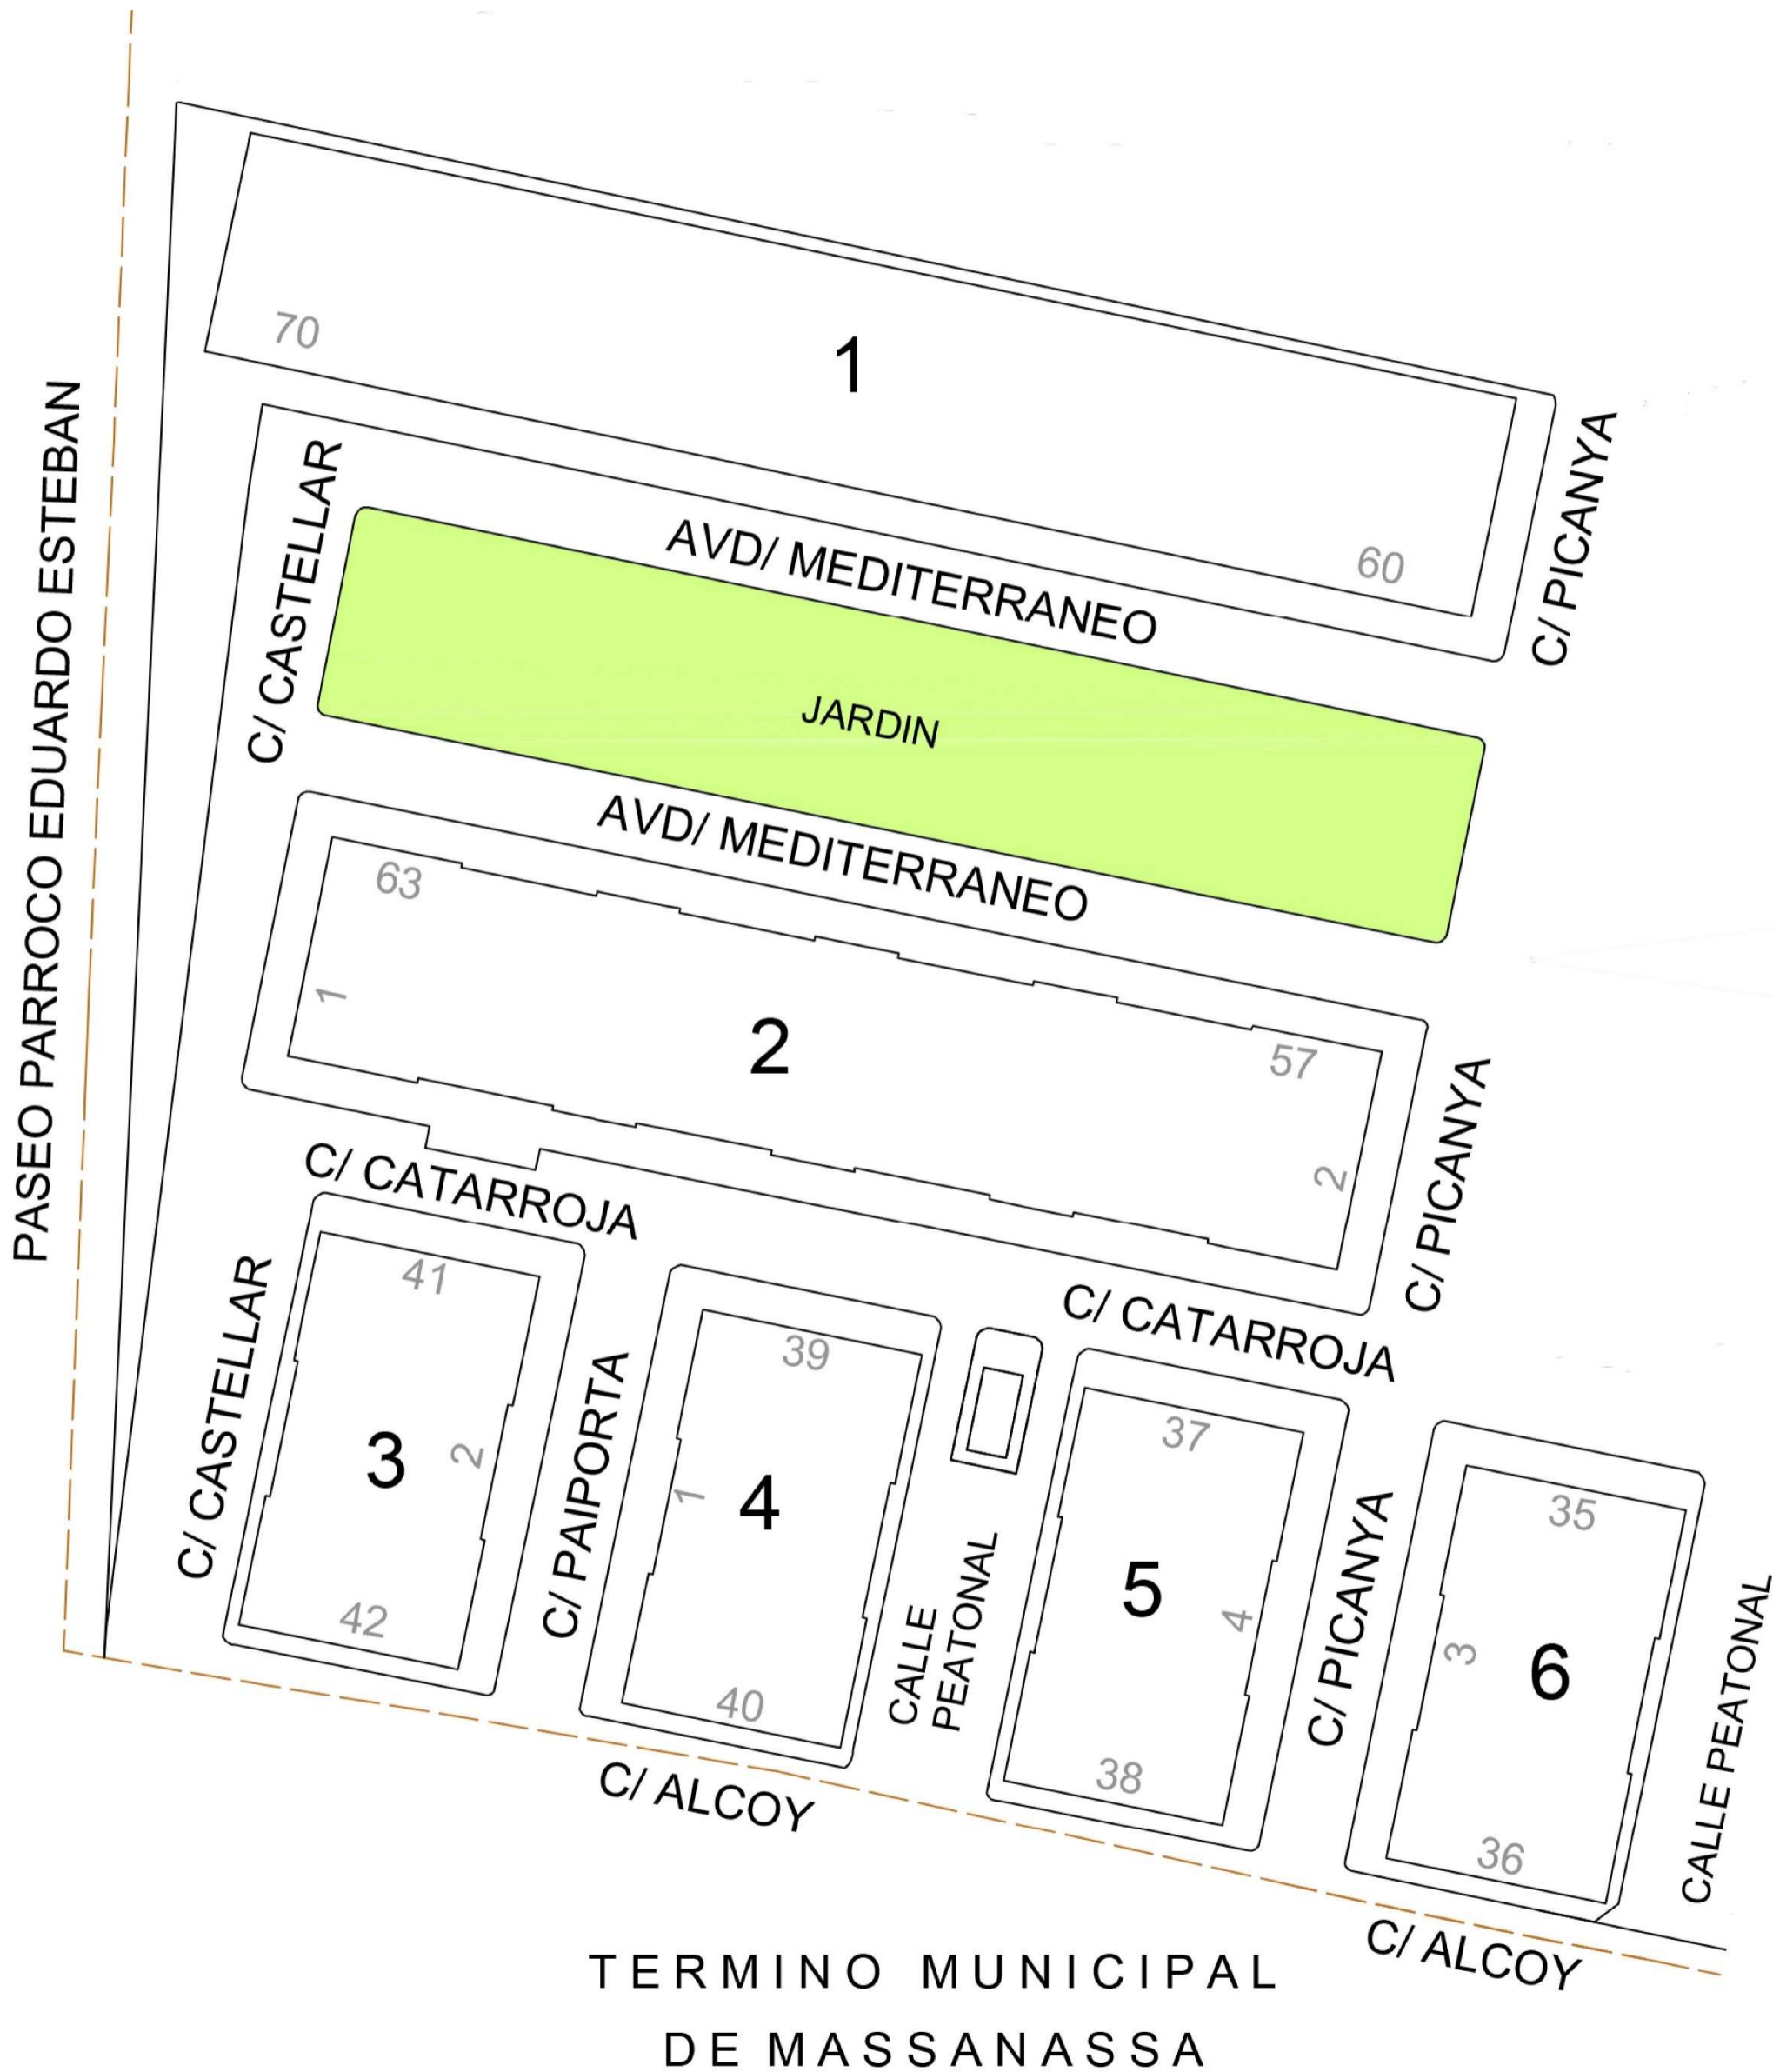 70
1
60
C/ PICANYA
PASEO PARROCO EDUARDO ESTEBAN
C/ CASTELLAR
AVD/ MEDITERRANEO
JARDIN
AVD/ MEDITERRANEO
63
1
2
57
2
C/ PICANYA
C/ CATARROJA
C/ CATARROJA
C/ CASTELLAR
41
3
2
42
C/ PAIPORTA
39
1
4
40
CALLE
PEATONAL
37
5
4
38
C/ PICANYA
35
3
6
36
CALLE PEATONAL
C/ ALCOY
C/ ALCOY
TERMINO MUNICIPAL
DE MASSANASSA